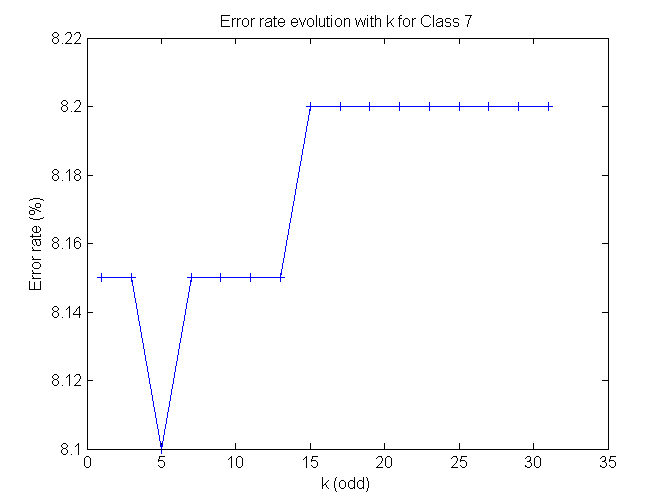 Error rate evolution with k for Class 7
8.22
8.2
8.18
8.16
8.14
8.12
8.1
Error rate (%)
0 5 10 15 20 25 30 35
k (odd)